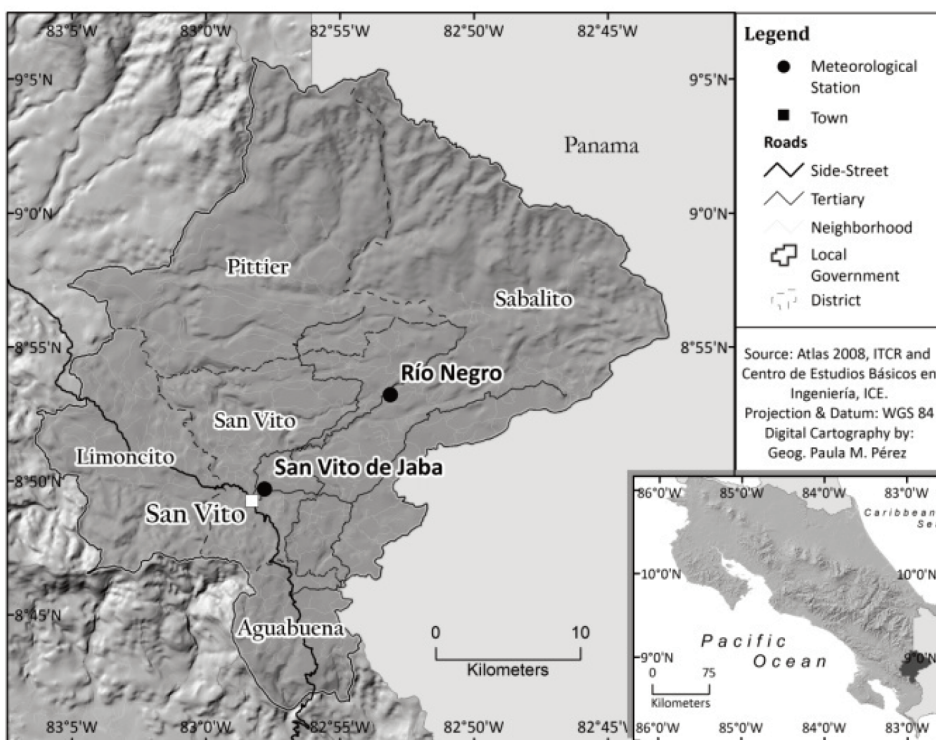 83°5'W 83°0'W 82°55'W 82°50'W 82°45'W
9°5'N 9°5'N
Panama
9°0'N 9°0'N
Pittier
Sabalito
8°55'N 8°55'N
Río Negro
San Vito
Limoncito
San Vito de Jaba
8°50'N
San Vito
8°45'N
Aguabuena
0 10
Kilometers
83°5'W 83°0'W 82°55'W 82°50'W 82°45'W
Legend
Meteorological
Station
Town
Roads
Side-Street
Tertiary
Neighborhood
Local
Government
District
Source: Atlas 2008, ITCR and
Centro de Estudios Básicos en
Ingeniería, ICE.
Projection & Datum: WGS 84
Digital Cartography by:
Geog. Paula M. Pérez
86°0'W 85°0'W 84°0'W 83°0'W
Caribbean
Se
10°0'N 10°0'N
Pacific
Ocean
9°0'N 9°0'N
0 75
Kilometers
86°0'W 85°0'W 84°0'W 83°0'W